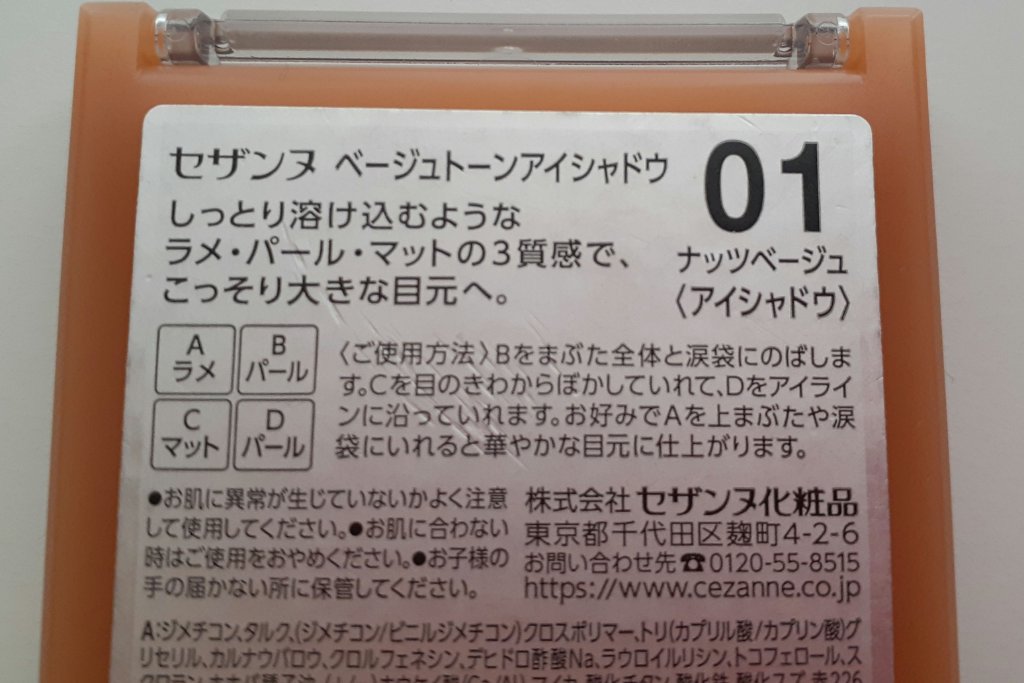 セザンヌ ベージュトーンアイシャドウ
01
しっとり溶け込むような
ラメ・パール・マットの3質感で、
こっそり大きな目元へ。
ナッツベージュ
〈アイシャドウ〉
A
ラメ
B
パール
C
マット
D
パール
〈ご使用方法〉Bをまぶた全体と涙袋にのばしま
す。Cを目のきわからぼかしていれて、Dをアイライ
ンに沿っていれます。お好みでAを上まぶたや涙
袋にいれると華やかな目元に仕上がります。
●お肌に異常が生じていないかよく注意
して使用してください。●お肌に合わない
時はご使用をおやめください。●お子様の
手の届かない所に保管してください。
株式会社 セザンヌ化粧品
東京都千代田区麹町4-2-6
お問い合わせ先☎0120-55-8515
https://www.cezanne.co.jp
A:ジメチコン、タルク、(ジメチコン/ビニルジメチコン)クロスポリマー、トリ(カプリル酸/カプリン酸)グ
リセリル、カルナウバロウ、クロルフェネシン、デヒドロ酢酸Na、ラウロイルリシン、トコフェロール、ス